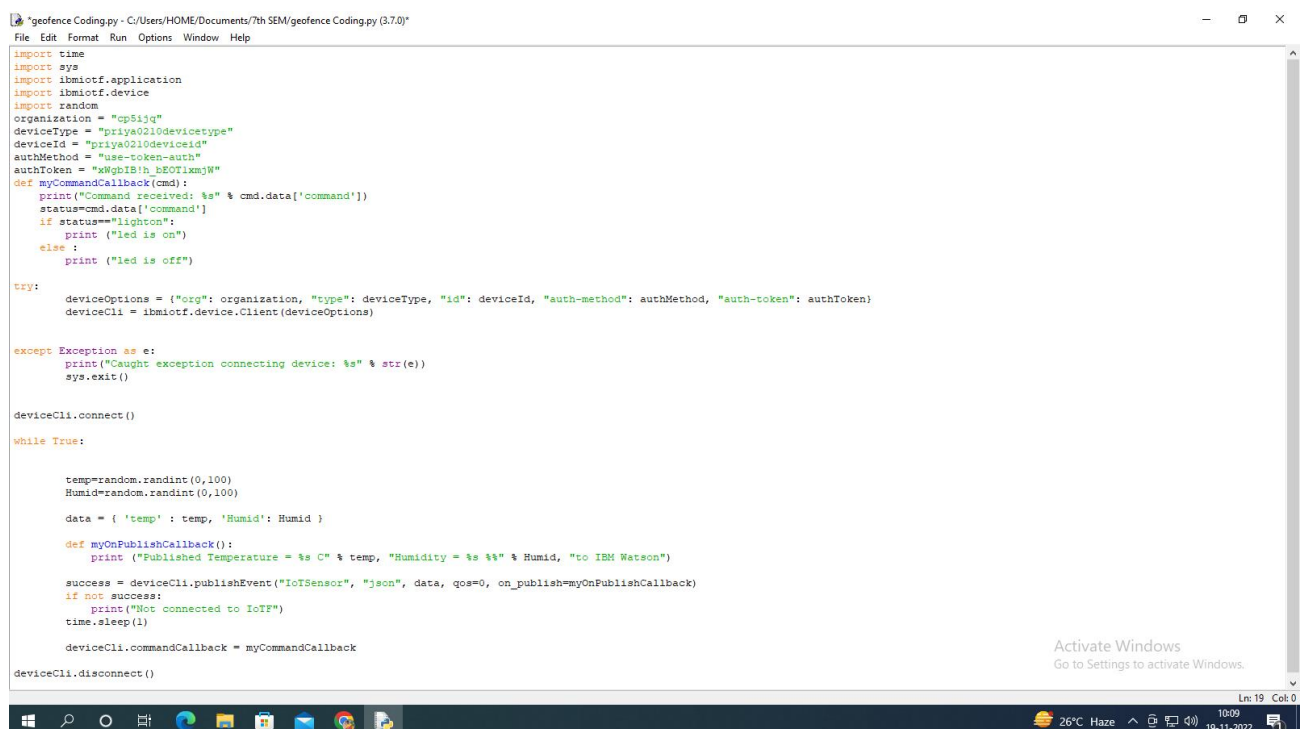 *geofence Coding.py - C:/Users/HOME/Documents/7th SEM/geofence Coding.py (3.7.0)*
File Edit Format Run Options Window Help
import time
import sys
import ibmiotf.application
import ibmiotf.device
import random
organization = "cp5ijq"
deviceType = "priya0210devicetype"
deviceId = "priya0210deviceid"
authMethod = "use-token-auth"
authToken = "xWgbIB!h_bEOTlxmjW"
def myCommandCallback(cmd):
    print("Command received: %s" % cmd.data['command'])
    status=cmd.data['command']
    if status=="lighton":
        print ("led is on")
    else :
        print ("led is off")
try:
        deviceOptions = {"org": organization, "type": deviceType, "id": deviceId, "auth-method": authMethod, "auth-token": authToken}
        deviceCli = ibmiotf.device.Client(deviceOptions)
except Exception as e:
        print("Caught exception connecting device: %s" % str(e))
        sys.exit()
deviceCli.connect()
while True:
        temp=random.randint(0,100)
        Humid=random.randint(0,100)
        data = { 'temp' : temp, 'Humid': Humid }
        def myOnPublishCallback():
            print ("Published Temperature = %s C" % temp, "Humidity = %s %%" % Humid, "to IBM Watson")
        success = deviceCli.publishEvent("IoTSensor", "json", data, qos=0, on_publish=myOnPublishCallback)
        if not success:
            print("Not connected to IoTF")
        time.sleep(1)
        deviceCli.commandCallback = myCommandCallback
deviceCli.disconnect()
Activate Windows
Go to Settings to activate Windows.
Ln: 19 Col: 0
26°C Haze
10:09
19-11-2022